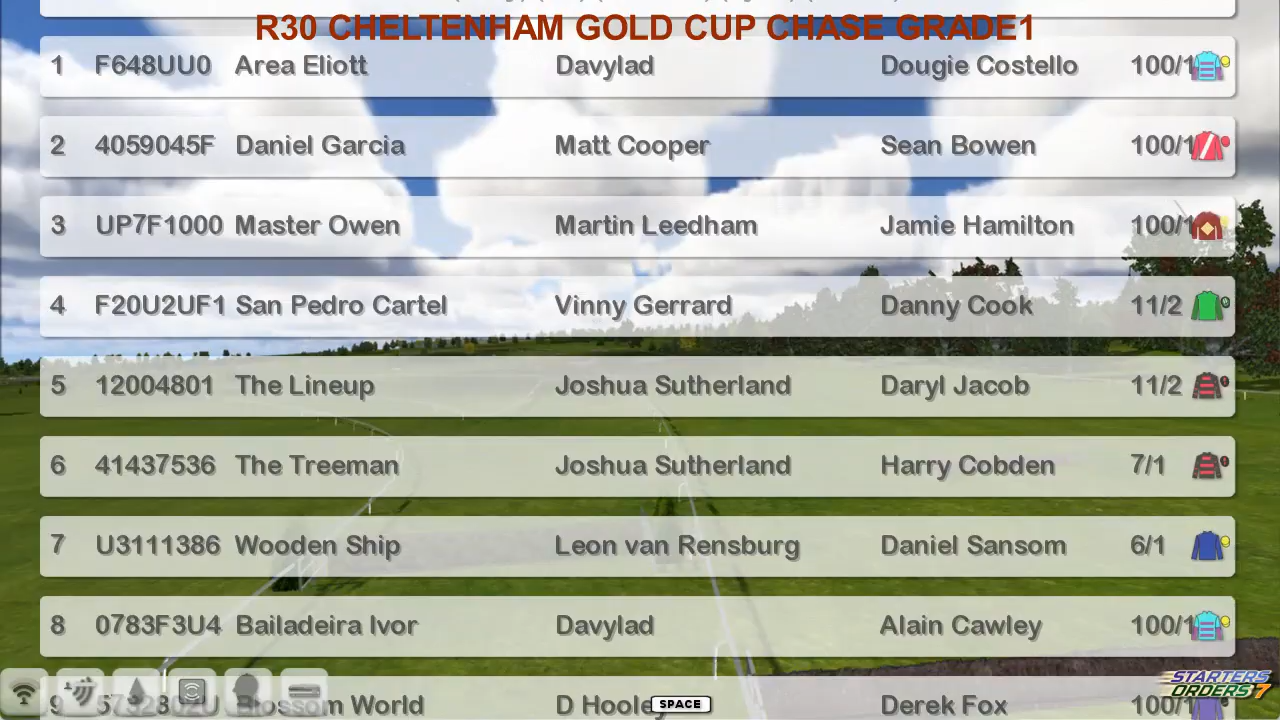 R30 CHELTENHAM GOLD CUP CHASE GRADE1
1 F648UU0 Area Eliott Davylad Dougie Costello 100/1
2 4059045F Daniel Garcia Matt Cooper Sean Bowen 100/1
3 UP7F1000 Master Owen Martin Leedham Jamie Hamilton 100/1
4 F20U2UF1 San Pedro Cartel Vinny Gerrard Danny Cook 11/2
5 12004801 The Lineup Joshua Sutherland Daryl Jacob 11/2
6 41437536 The Treeman Joshua Sutherland Harry Cobden 7/1
7 U3111386 Wooden Ship Leon van Rensburg Daniel Sansom 6/1
8 0783F3U4 Bailadeira Ivor Davylad Alain Cawley 100/1
9 Blossom World D Hooley Derek Fox 100/1
SPACE
STARTERS
ORDERS 7